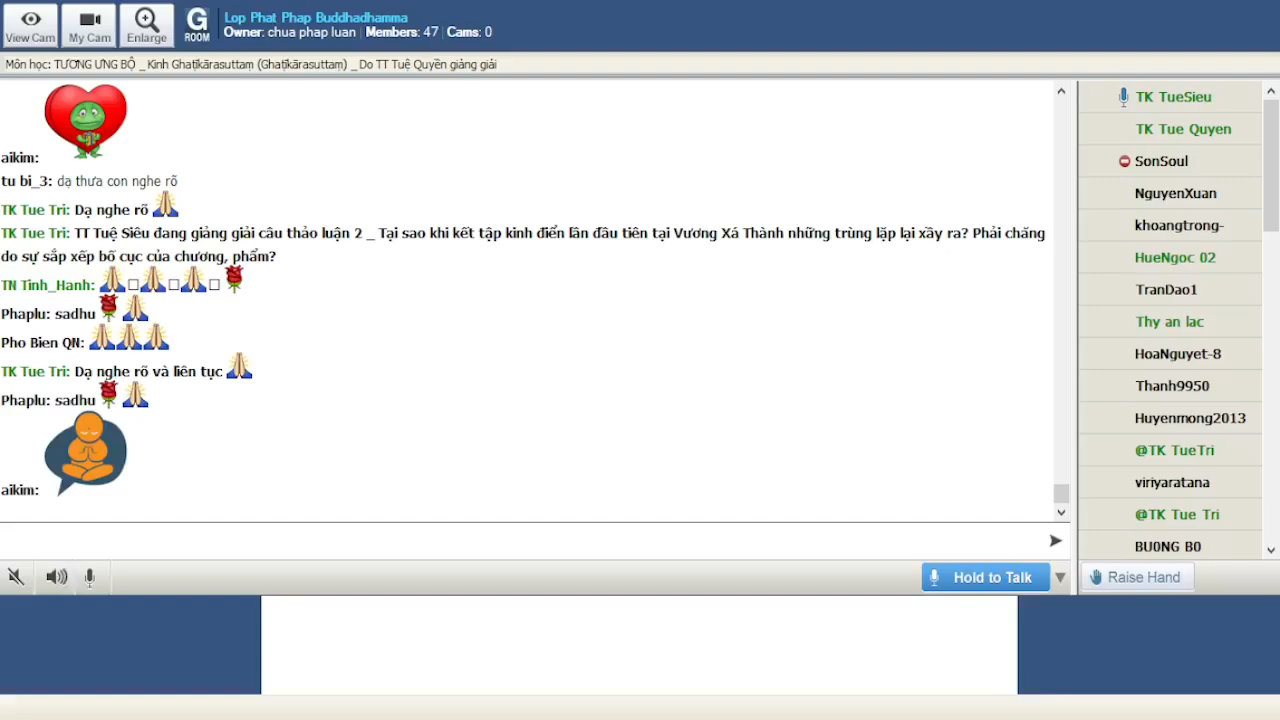 View Cam
My Cam
Enlarge
G
ROOM
Lop Phat Phap Buddhadhamma
Owner: chua phap luan | Members: 47 | Cams: 0
Môn học: TƯƠNG ƯNG BỘ _ Kinh Ghaṭikārasuttaṃ (Ghaṭikārasuttaṃ) _ Do TT Tuệ Quyền giảng giải
aikim:
tu bi_3: dạ thưa con nghe rõ
TK Tue Tri: Dạ nghe rõ
TK Tue Tri: TT Tuệ Siêu đang giảng giải câu thảo luận 2 _ Tại sao khi kết tập kinh điển lần đầu tiên tại Vương Xá Thành những trùng lặp lại xẩy ra? Phải chăng
do sự sắp xếp bố cục của chương, phẩm?
TN Tinh_Hanh:
Phaplu: sadhu
Pho Bien QN:
TK Tue Tri: Dạ nghe rõ và liên tục
Phaplu: sadhu
aikim:
Hold to Talk
TK TueSieu
TK Tue Quyen
SonSoul
NguyenXuan
khoangtrong-
HueNgoc 02
TranDao1
Thy an lac
HoaNguyet-8
Thanh9950
Huyenmong2013
@TK TueTri
viriyaratana
@TK Tue Tri
BU0NG B0
Raise Hand